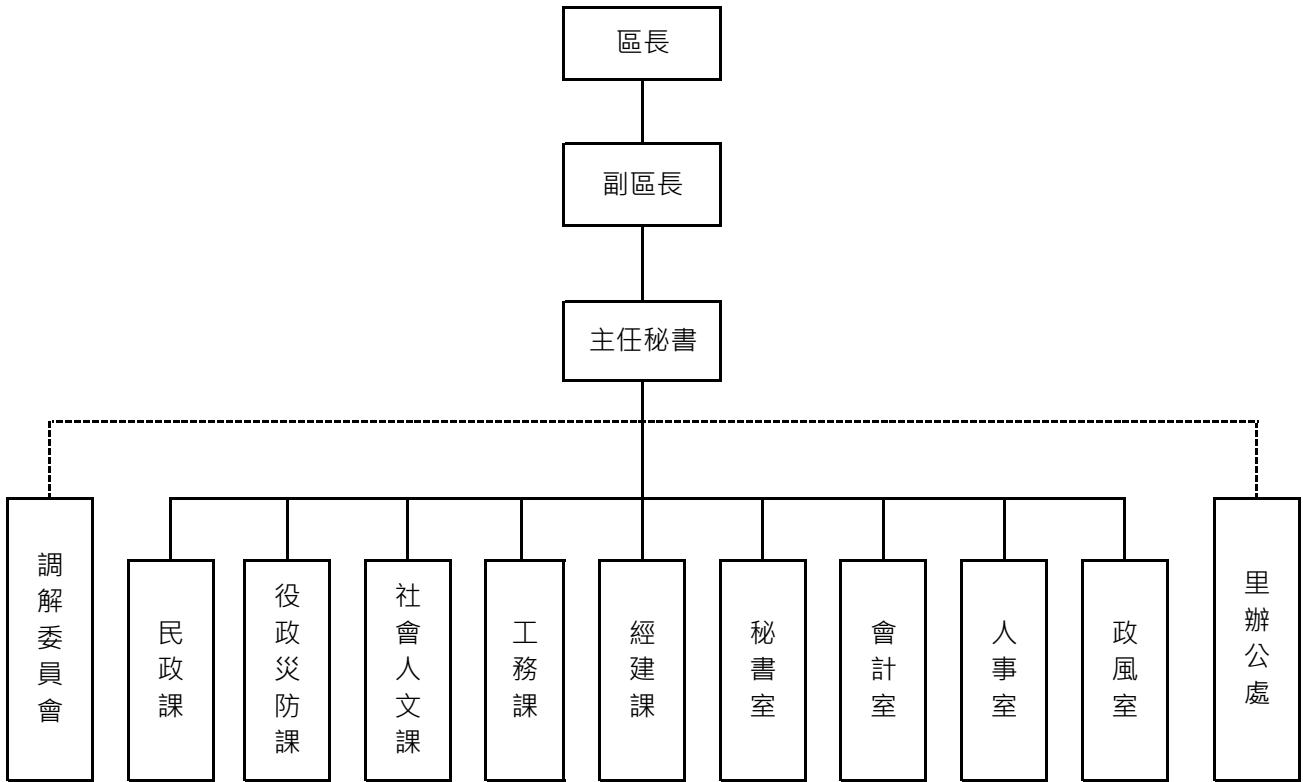 區長
副區長
主任秘書
調解委員會
民政課
役政災防課
社會人文課
工務課
經建課
秘書室
會計室
人事室
政風室
里辦公處